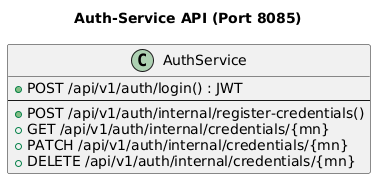 Auth-Service API (Port 8085)
C AuthService
POST /api/v1/auth/login() : JWT
POST /api/v1/auth/internal/register-credentials()
GET /api/v1/auth/internal/credentials/{mn}
PATCH /api/v1/auth/internal/credentials/{mn}
DELETE /api/v1/auth/internal/credentials/{mn}